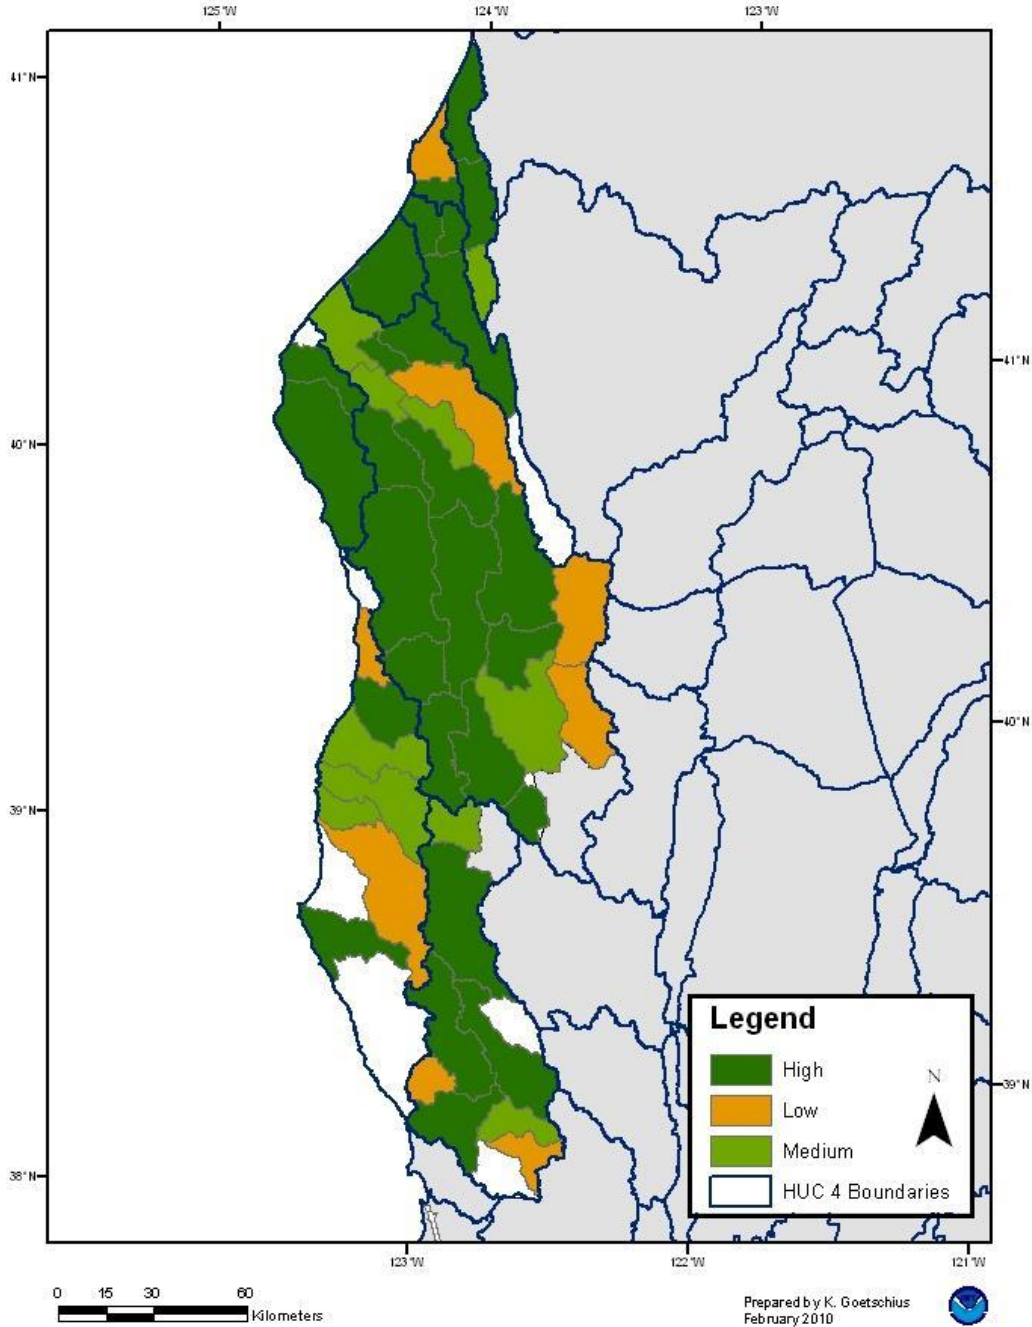 125°W 124°W 123°W
41°N
41°N
40°N
40°N
39°N
Legend
High
N
Low
39°N
Medium
38°N
HUC 4 Boundaries
123°W 122°W 121°W
0 15 30 60
Kilometers
Prepared by K. Goetschius
February 2010